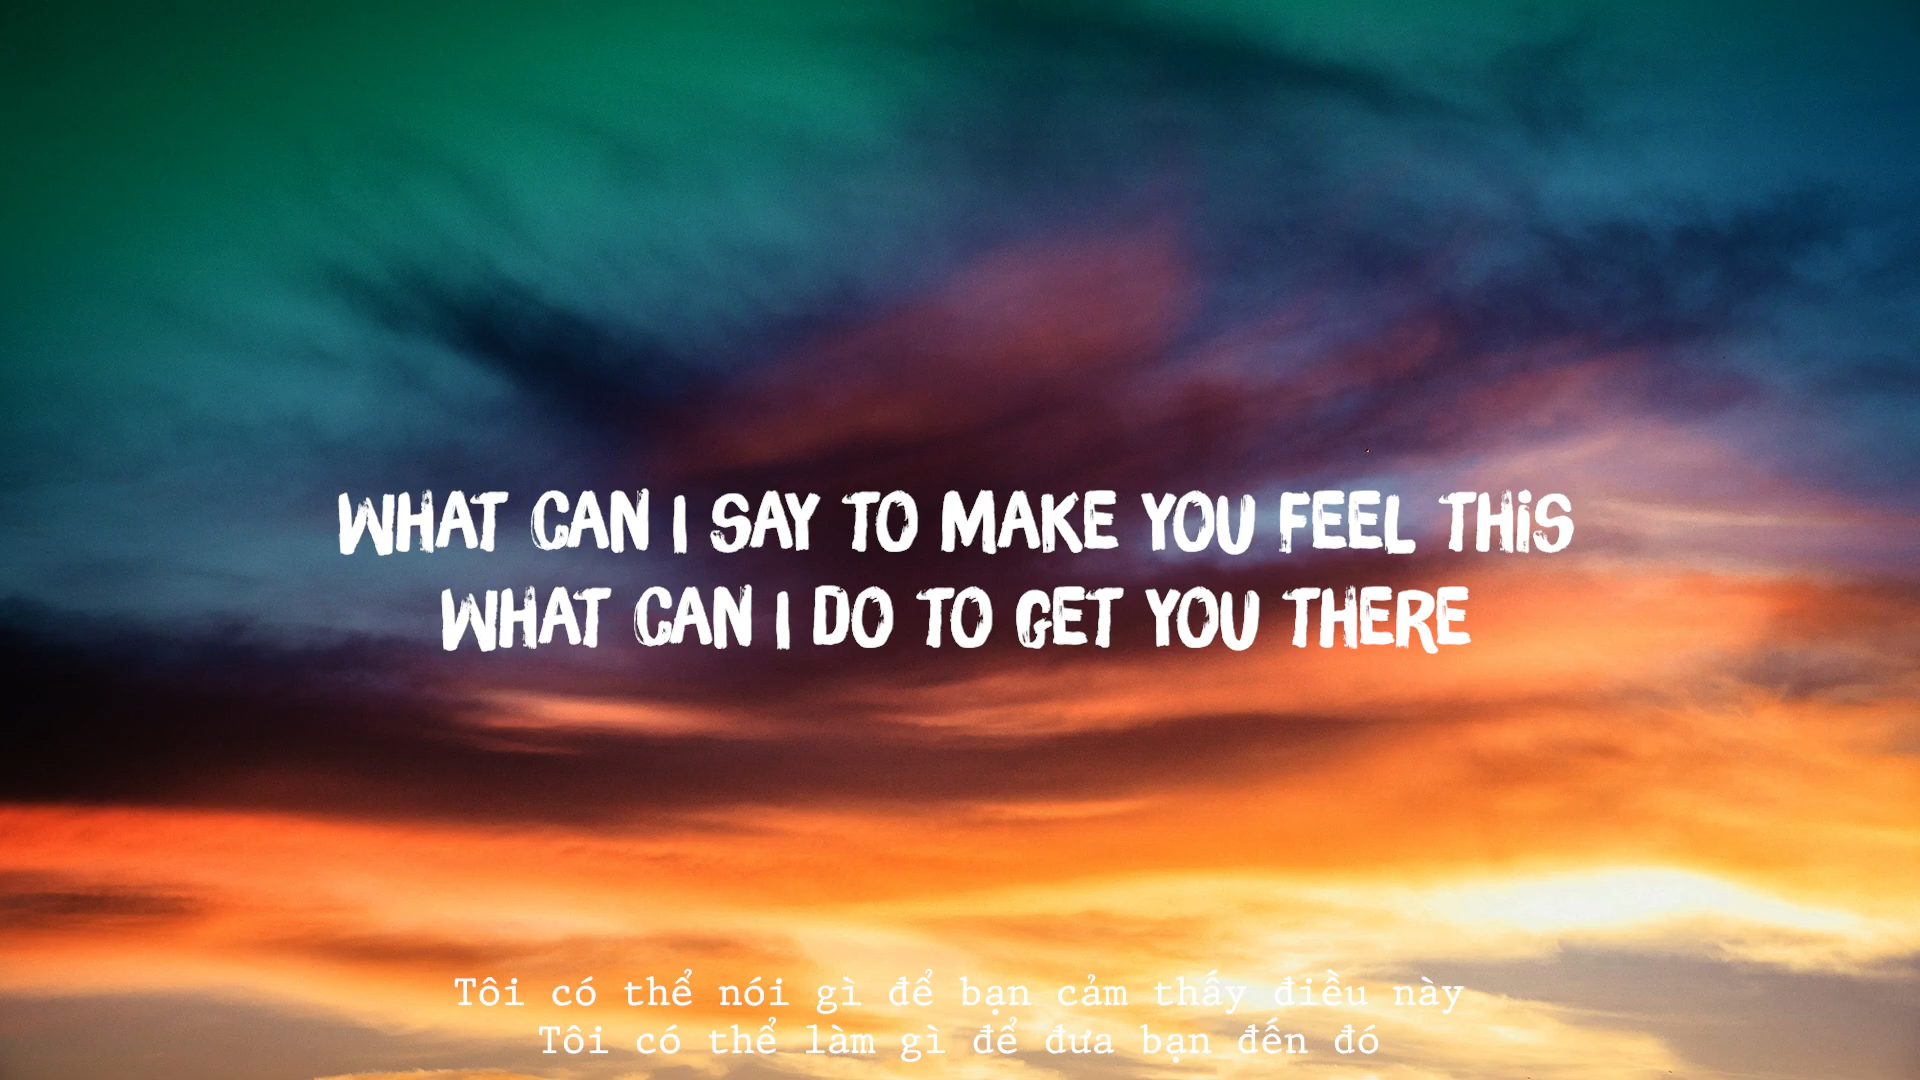 WHAT CAN I SAY TO MAKE YOU FEEL THiS
WHAT CAN I DO TO GET YOU THERE
Tôi có thể nói gì để bạn cảm thấy điều này
Tôi có thể làm gì để đưa bạn đến đó